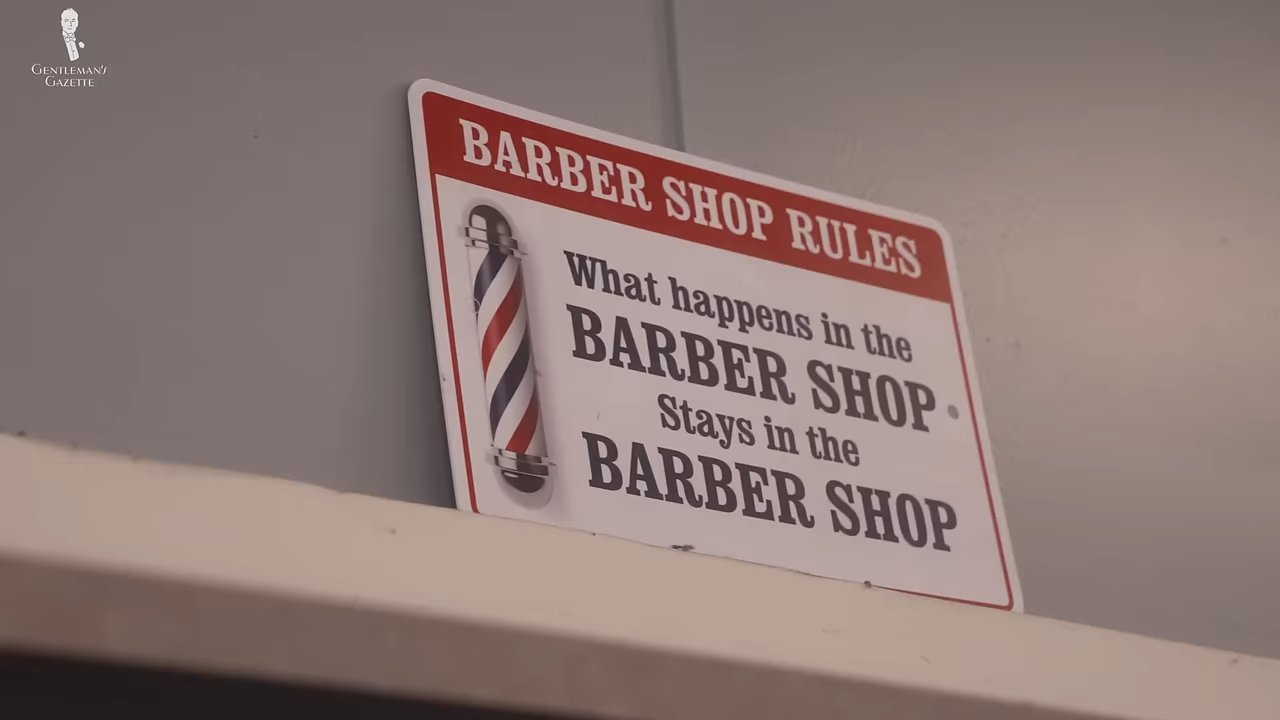 GENTLEMAN'S
GAZETTE
BARBER SHOP RULES
What happens in the
BARBER SHOP
Stays in the
BARBER SHOP